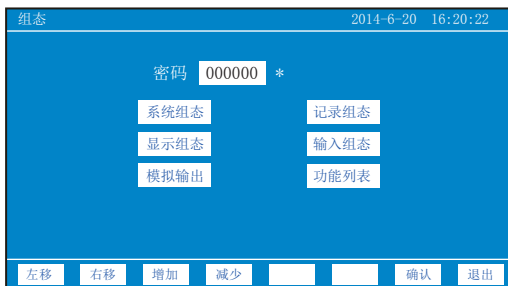 组态 2014-6-20 16:20:22
密码 000000 *
系统组态 记录组态
显示组态 输入组态
模拟输出 功能列表
左移 右移 增加 减少 确认 退出